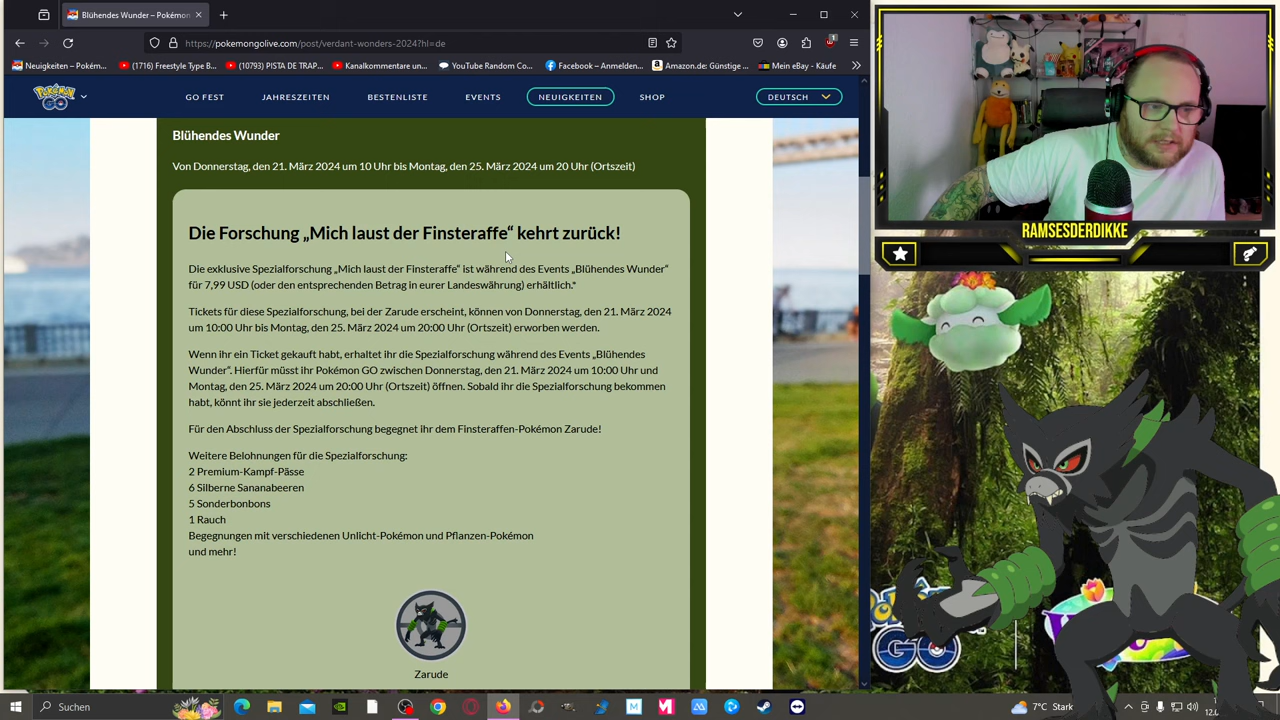 Blühendes Wunder – Pokémon
https://pokemongolive.com/post/verdant-wonders-2024?hl=de
1
Neuigkeiten – Pokém...
(1716) Freestyle Type B...
(10793) PISTA DE TRAP...
Kanalkommentare un...
YouTube Random Co...
Facebook – Anmelden...
Amazon.de: Günstige ...
Mein eBay - Käufe
GO FEST
JAHRESZEITEN
BESTENLISTE
EVENTS
NEUIGKEITEN
SHOP
DEUTSCH
Blühendes Wunder
Von Donnerstag, den 21. März 2024 um 10 Uhr bis Montag, den 25. März 2024 um 20 Uhr (Ortszeit)
Die Forschung „Mich laust der Finsteraffe“ kehrt zurück!
Die exklusive Spezialforschung „Mich laust der Finsteraffe“ ist während des Events „Blühendes Wunder“
für 7,99 USD (oder den entsprechenden Betrag in eurer Landeswährung) erhältlich.*
Tickets für diese Spezialforschung, bei der Zarude erscheint, können von Donnerstag, den 21. März 2024
um 10:00 Uhr bis Montag, den 25. März 2024 um 20:00 Uhr (Ortszeit) erworben werden.
Wenn ihr ein Ticket gekauft habt, erhaltet ihr die Spezialforschung während des Events „Blühendes
Wunder“. Hierfür müsst ihr Pokémon GO zwischen Donnerstag, den 21. März 2024 um 10:00 Uhr und
Montag, den 25. März 2024 um 20:00 Uhr (Ortszeit) öffnen. Sobald ihr die Spezialforschung bekommen
habt, könnt ihr sie jederzeit abschließen.
Für den Abschluss der Spezialforschung begegnet ihr dem Finsteraffen-Pokémon Zarude!
Weitere Belohnungen für die Spezialforschung:
2 Premium-Kampf-Pässe
6 Silberne Sananabeeren
5 Sonderbonbons
1 Rauch
Begegnungen mit verschiedenen Unlicht-Pokémon und Pflanzen-Pokémon
und mehr!
Zarude
RAMSESDERDIKKE
GO
Suchen
7°C Stark